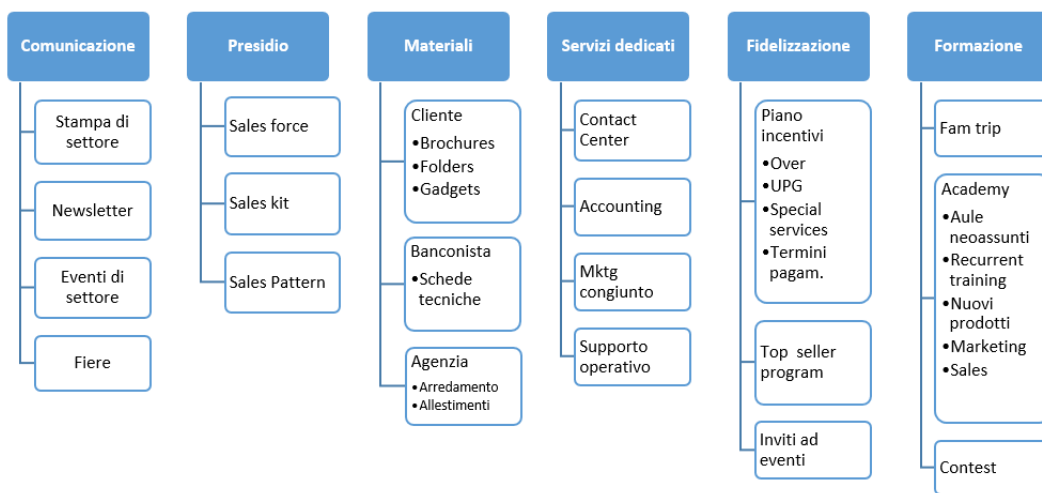 Comunicazione
Stampa di
settore
Newsletter
Eventi di
settore
Fiere
Presidio
Sales force
Sales kit
Sales Pattern
Materiali
Cliente
•Brochures
•Folders
•Gadgets
Banconista
•Schede
tecniche
Agenzia
•Arredamento
•Allestimenti
Servizi dedicati
Contact
Center
Accounting
Mktg
congiunto
Supporto
operativo
Fidelizzazione
Piano
incentivi
•Over
•UPG
•Special
services
•Termini
pagam.
Top seller
program
Inviti ad
eventi
Formazione
Fam trip
Academy
•Aule
neoassunti
•Recurrent
training
•Nuovi
prodotti
•Marketing
•Sales
Contest